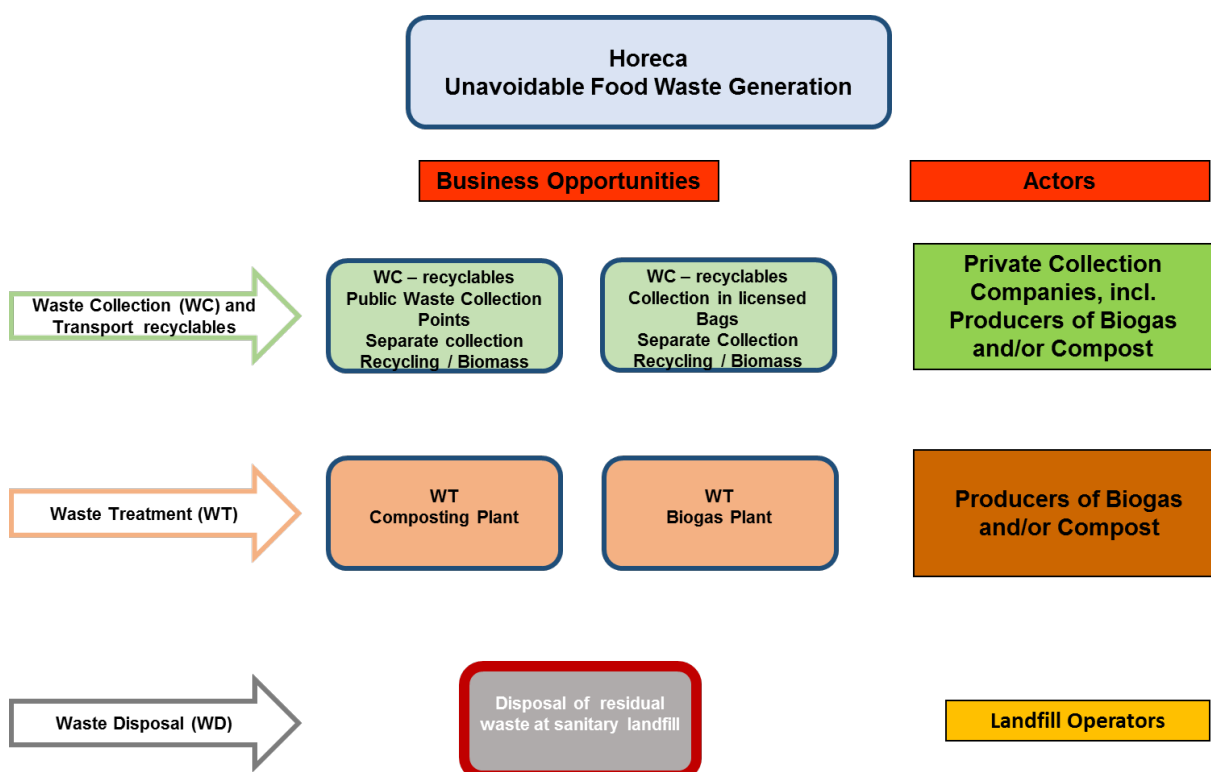 Horeca
Unavoidable Food Waste Generation
Business Opportunities
Actors
Waste Collection (WC) and
Transport recyclables
WC – recyclables
Public Waste Collection
Points
Separate collection
Recycling / Biomass
WC – recyclables
Collection in licensed
Bags
Separate Collection
Recycling / Biomass
Private Collection
Companies, incl.
Producers of Biogas
and/or Compost
Waste Treatment (WT)
WT
Composting Plant
WT
Biogas Plant
Producers of Biogas
and/or Compost
Waste Disposal (WD)
Disposal of residual
waste at sanitary landfill
Landfill Operators